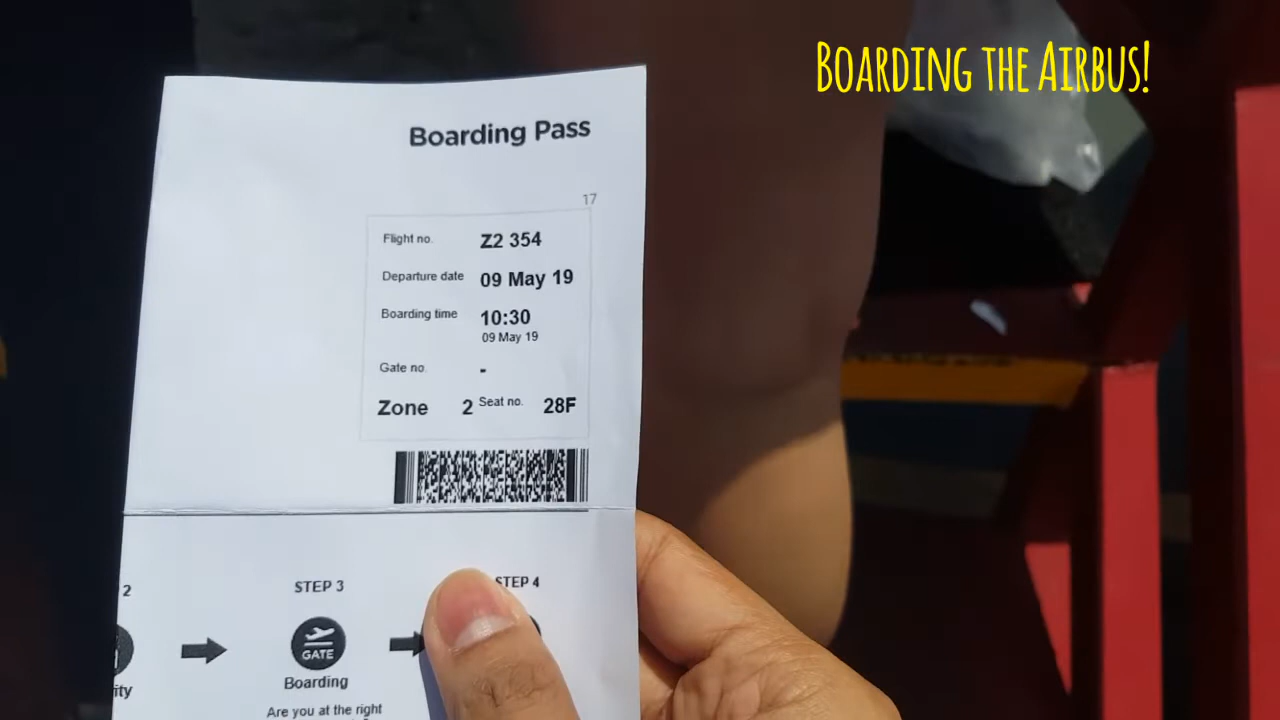 BOARDING THE AIRBUS!
Boarding Pass
17
Flight no. Z2 354
Departure date 09 May 19
Boarding time 10:30
09 May 19
Gate no. -
Zone 2 Seat no. 28F
2 STEP 3 STEP 4
GATE
ity Boarding
Are you at the right